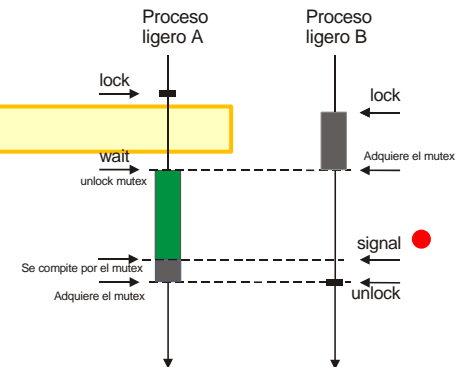 Proceso
ligero A
Proceso
ligero B
lock
lock
wait
unlock mutex
Adquiere el mutex
signal
Se compite por el mutex
Adquiere el mutex
unlock